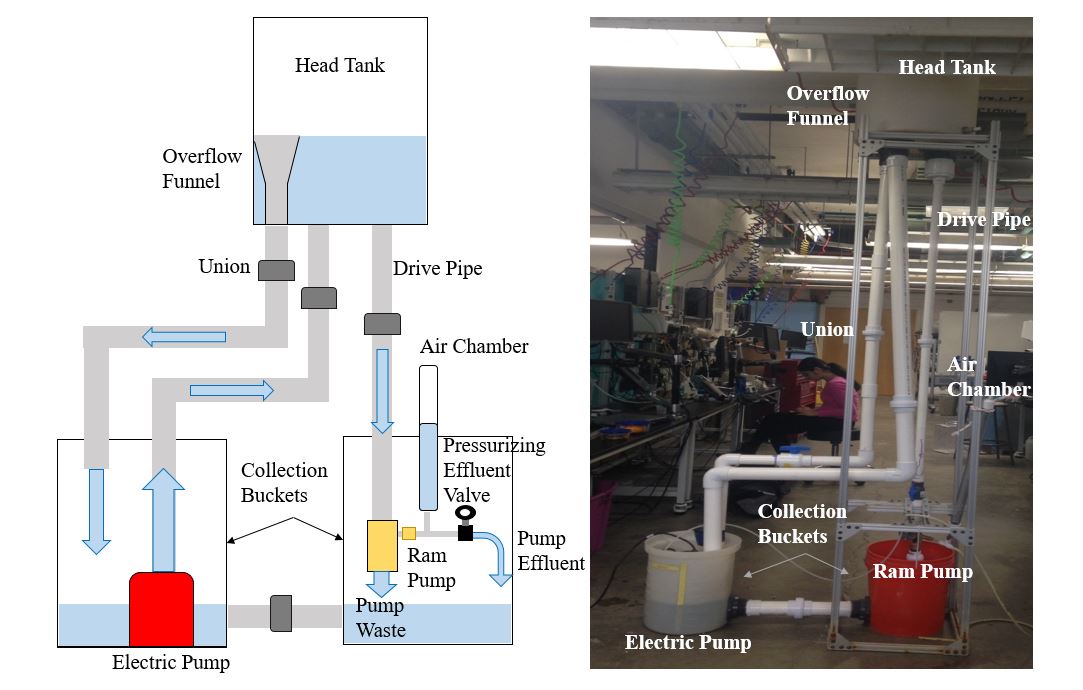 Head Tank
Overflow
Funnel
Union
Drive Pipe
Air Chamber
Pressurizing
Effluent
Valve
Collection
Buckets
Ram
Pump
Pump
Effluent
Pump
Waste
Electric Pump
Head Tank
Overflow
Funnel
Drive Pipe
Union
Air
Chamber
Collection
Buckets
Ram Pump
Electric Pump